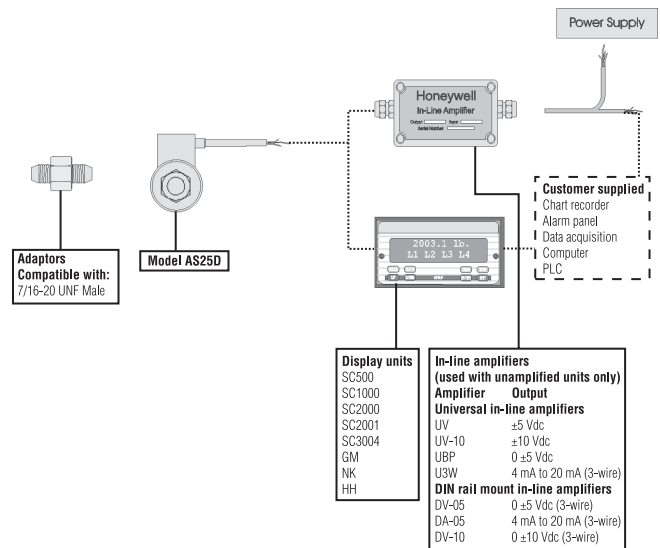 Power Supply
Honeywell
In-Line Amplifier
Output Input
Serial Number
2003.1 lb.
L1 L2 L3 L4
Customer supplied
Chart recorder
Alarm panel
Data acquisition
Computer
PLC
Adaptors
Compatible with:
7/16-20 UNF Male
Model AS25D
Display units
SC500
SC1000
SC2000
SC2001
SC3004
GM
NK
HH
In-line amplifiers
(used with unamplified units only)
Amplifier Output
Universal in-line amplifiers
UV ±5 Vdc
UV-10 ±10 Vdc
UBP 0 ±5 Vdc
U3W 4 mA to 20 mA (3-wire)
DIN rail mount in-line amplifiers
DV-05 0 ±5 Vdc (3-wire)
DA-05 4 mA to 20 mA (3-wire)
DV-10 0 ±10 Vdc (3-wire)